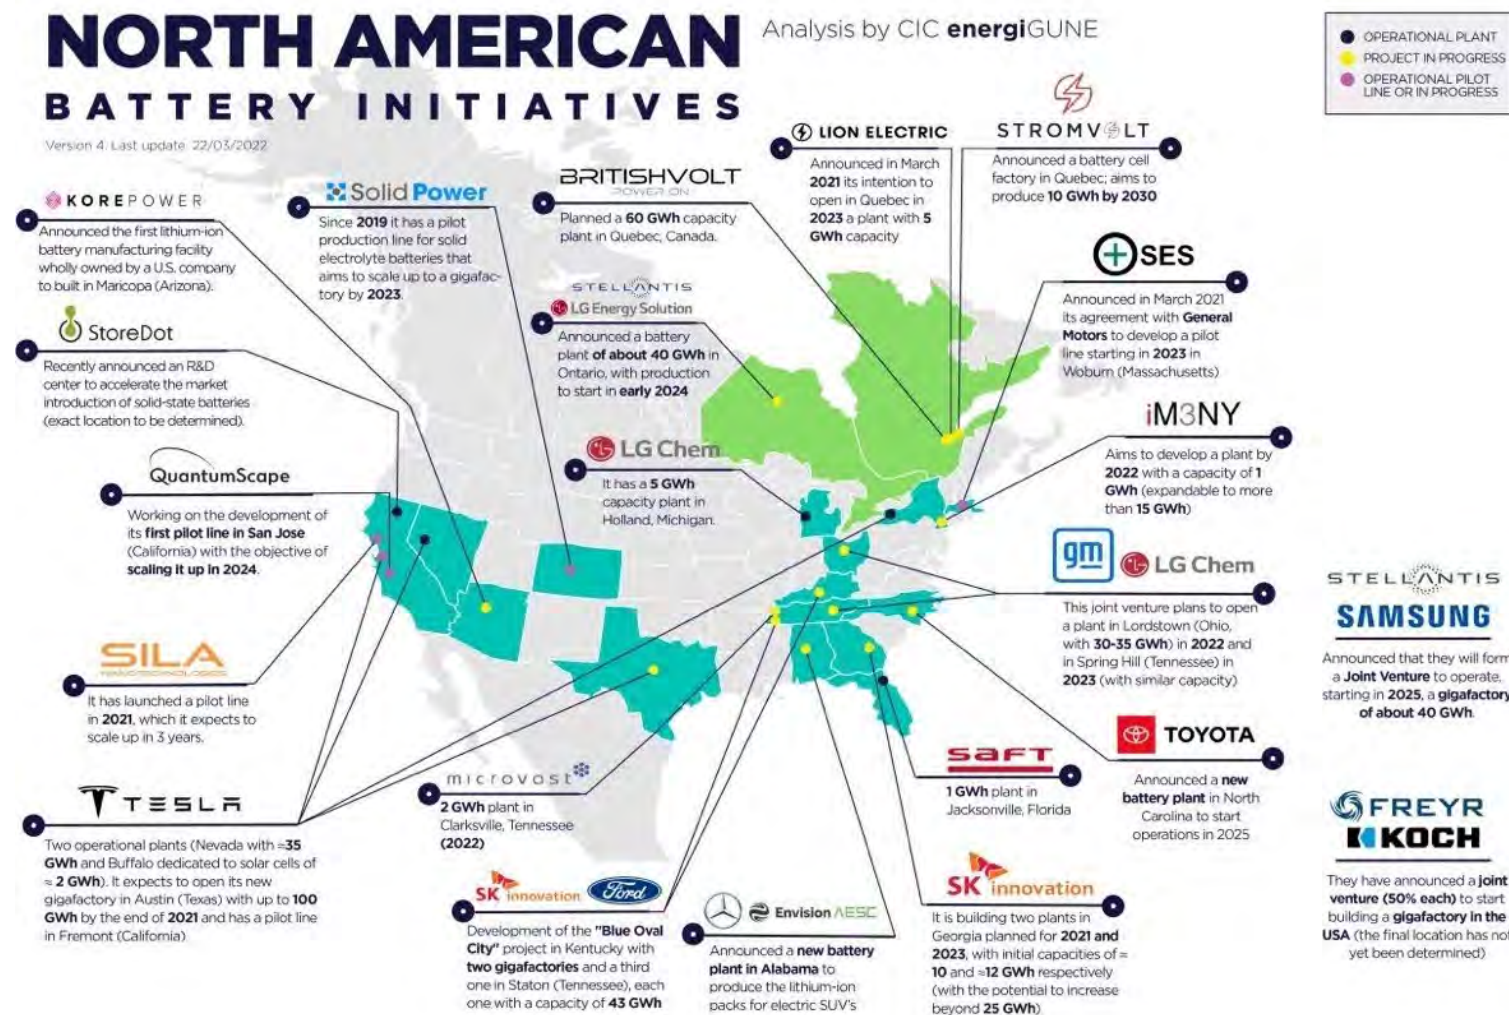 NORTH AMERICAN
BATTERY INITIATIVES
Version 4. Last update 22/03/2022
Analysis by CIC energiGUNE
OPERATIONAL PLANT
PROJECT IN PROGRESS
OPERATIONAL PILOT
LINE OR IN PROGRESS
KOREPOWER
Announced the first lithium-ion
battery manufacturing facility
wholly owned by a U.S. company
to built in Maricopa (Arizona).
StoreDot
Recently announced an R&D
center to accelerate the market
introduction of solid-state batteries
(exact location to be determined).
QuantumScape
Working on the development of
its first pilot line in San Jose
(California) with the objective of
scaling it up in 2024.
SILA
NANOTECHNOLOGIES
It has launched a pilot line
in 2021, which it expects to
scale up in 3 years.
TESLA
Two operational plants (Nevada with ≈35
GWh and Buffalo dedicated to solar cells of
≈ 2 GWh). It expects to open its new
gigafactory in Austin (Texas) with up to 100
GWh by the end of 2021 and has a pilot line
in Fremont (California)
Solid Power
Since 2019 it has a pilot
production line for solid
electrolyte batteries that
aims to scale up to a gigafac-
tory by 2023.
BRITISHVOLT
POWER ON
Planned a 60 GWh capacity
plant in Quebec, Canada.
STELLANTIS
LG Energy Solution
Announced a battery
plant of about 40 GWh in
Ontario, with production
to start in early 2024
LG Chem
It has a 5 GWh
capacity plant in
Holland, Michigan.
LION ELECTRIC
Announced in March
2021 its intention to
open in Quebec in
2023 a plant with 5
GWh capacity
STROMVOLT
Announced a battery cell
factory in Quebec; aims to
produce 10 GWh by 2030
SES
Announced in March 2021
its agreement with General
Motors to develop a pilot
line starting in 2023 in
Woburn (Massachusetts)
iM3NY
Aims to develop a plant by
2022 with a capacity of 1
GWh (expandable to more
than 15 GWh)
gm LG Chem
This joint venture plans to open
a plant in Lordstown (Ohio,
with 30-35 GWh) in 2022 and
in Spring Hill (Tennessee) in
2023 (with similar capacity)
TOYOTA
Announced a new
battery plant in North
Carolina to start
operations in 2025
saft
1 GWh plant in
Jacksonville, Florida
microvost
2 GWh plant in
Clarksville, Tennessee
(2022)
SK innovation Ford
Development of the "Blue Oval
City" project in Kentucky with
two gigafactories and a third
one in Staton (Tennessee), each
one with a capacity of 43 GWh
Envision AESC
Announced a new battery
plant in Alabama to
produce the lithium-ion
packs for electric SUV's
SK innovation
It is building two plants in
Georgia planned for 2021 and
2023, with initial capacities of ≈
10 and ≈12 GWh respectively
(with the potential to increase
beyond 25 GWh)
STELLANTIS
SAMSUNG
Announced that they will form
a Joint Venture to operate,
starting in 2025, a gigafactory
of about 40 GWh.
FREYR
KOCH
They have announced a joint
venture (50% each) to start
building a gigafactory in the
USA (the final location has not
yet been determined)